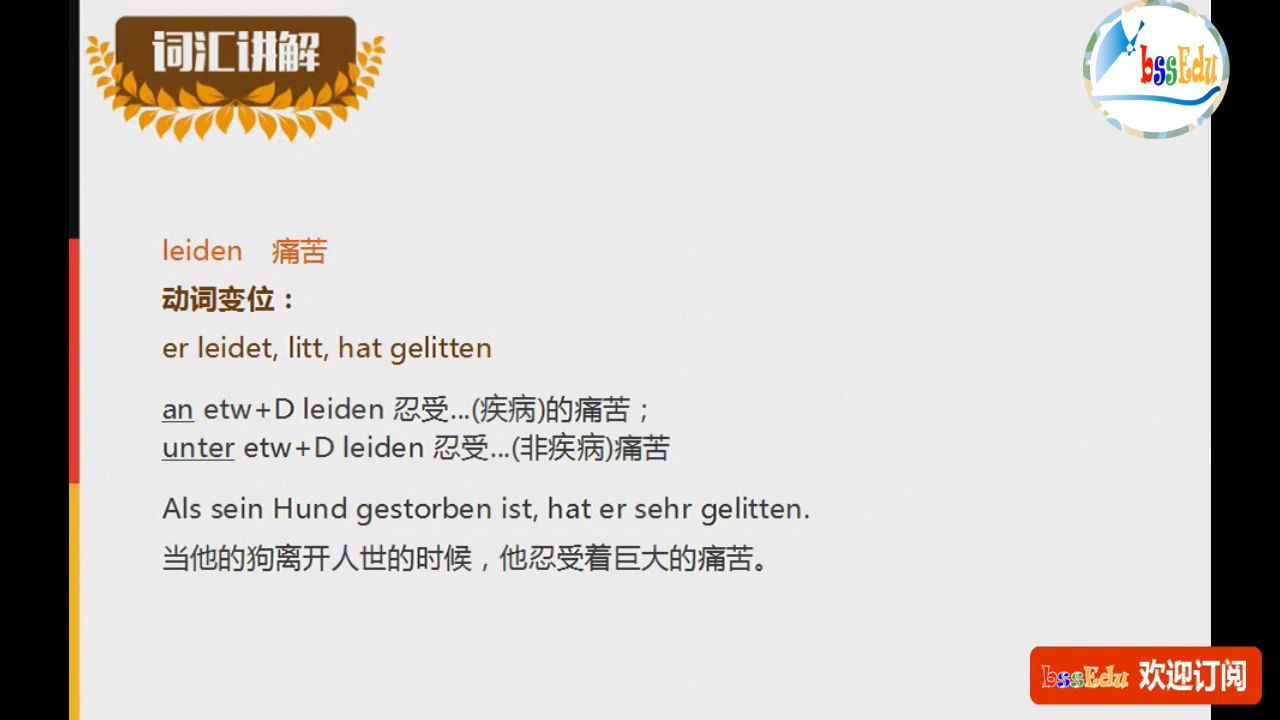 词汇讲解
bssEdu
leiden 痛苦
动词变位：
er leidet, litt, hat gelitten
an etw+D leiden 忍受...(疾病)的痛苦；
unter etw+D leiden 忍受...(非疾病)痛苦
Als sein Hund gestorben ist, hat er sehr gelitten.
当他的狗离开人世的时候，他忍受着巨大的痛苦。
bssEdu 欢迎订阅